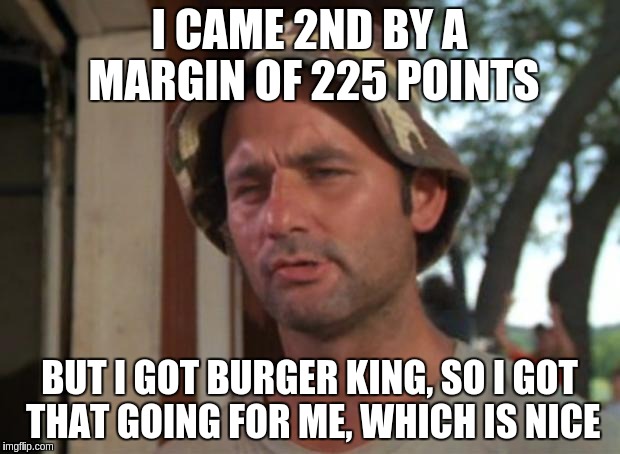 I CAME 2ND BY A
MARGIN OF 225 POINTS
BUT I GOT BURGER KING, SO I GOT
THAT GOING FOR ME, WHICH IS NICE
imgflip.com